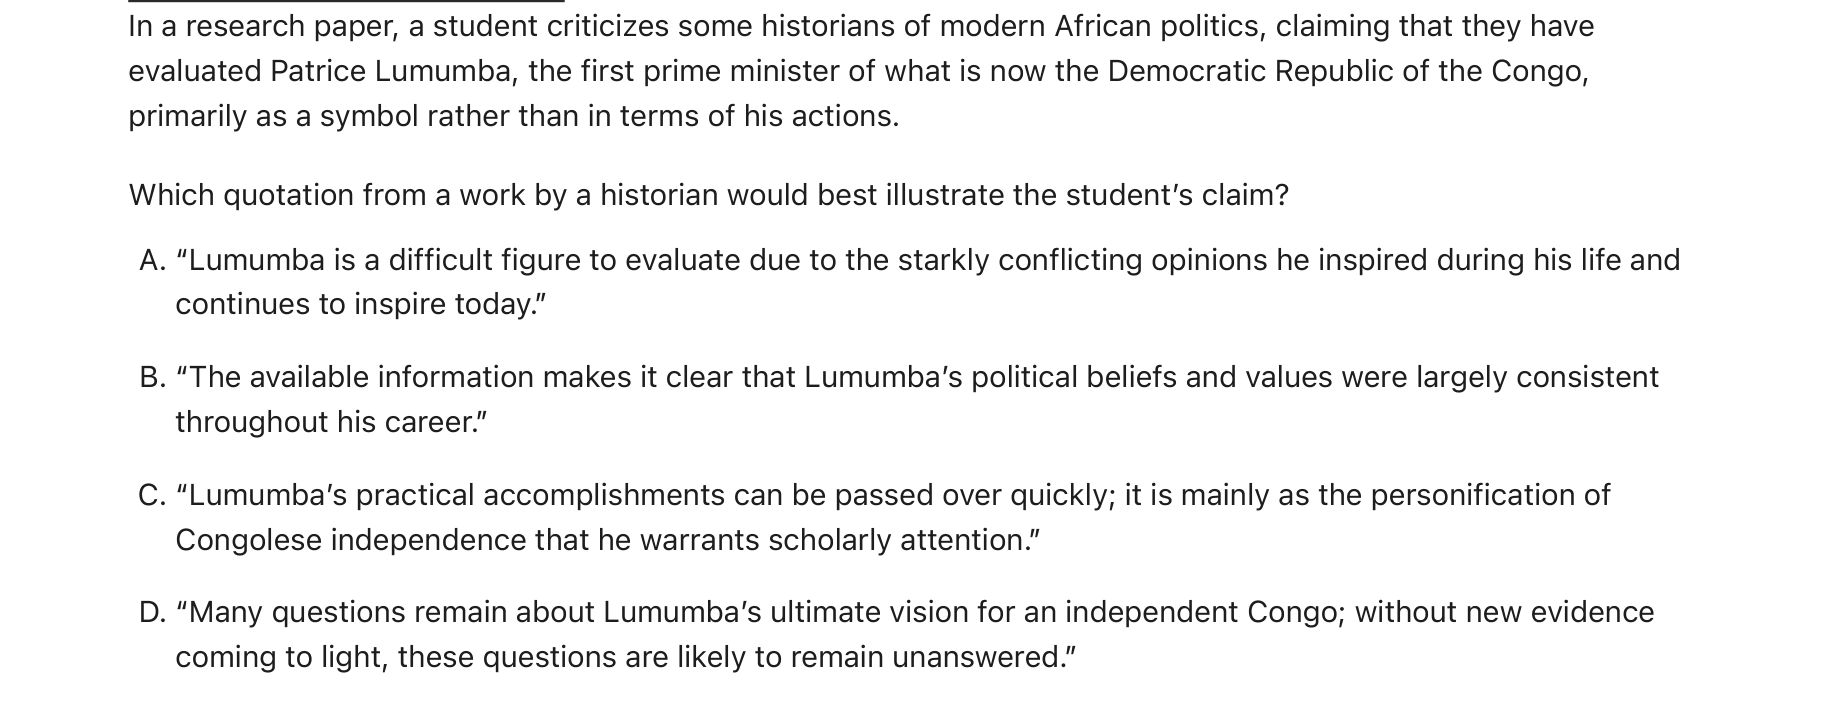 In a research paper, a student criticizes some historians of modern African politics, claiming that they have
evaluated Patrice Lumumba, the first prime minister of what is now the Democratic Republic of the Congo,
primarily as a symbol rather than in terms of his actions.
Which quotation from a work by a historian would best illustrate the student’s claim?
A. “Lumumba is a difficult figure to evaluate due to the starkly conflicting opinions he inspired during his life and
continues to inspire today.”
B. “The available information makes it clear that Lumumba’s political beliefs and values were largely consistent
throughout his career.”
C. “Lumumba’s practical accomplishments can be passed over quickly; it is mainly as the personification of
Congolese independence that he warrants scholarly attention.”
D. “Many questions remain about Lumumba’s ultimate vision for an independent Congo; without new evidence
coming to light, these questions are likely to remain unanswered.”